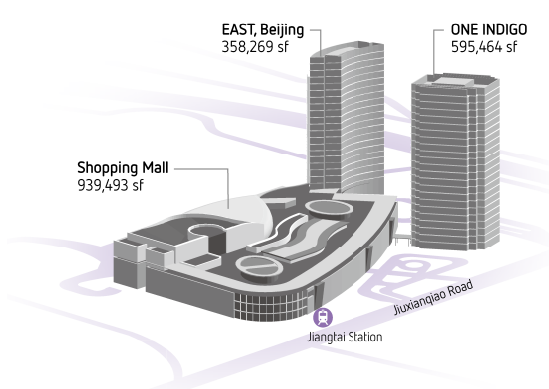 EAST, Beijing
358,269 sf
ONE INDIGO
595,464 sf
Shopping Mall
939,493 sf
Jiuxianqiao Road
Jiangtai Station